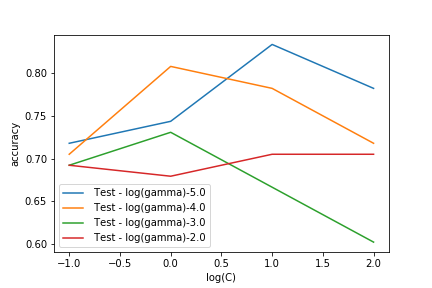 0.80
0.75
0.70
0.65
0.60
accuracy
Test - log(gamma)-5.0
Test - log(gamma)-4.0
Test - log(gamma)-3.0
Test - log(gamma)-2.0
−1.0 −0.5 0.0 0.5 1.0 1.5 2.0
log(C)